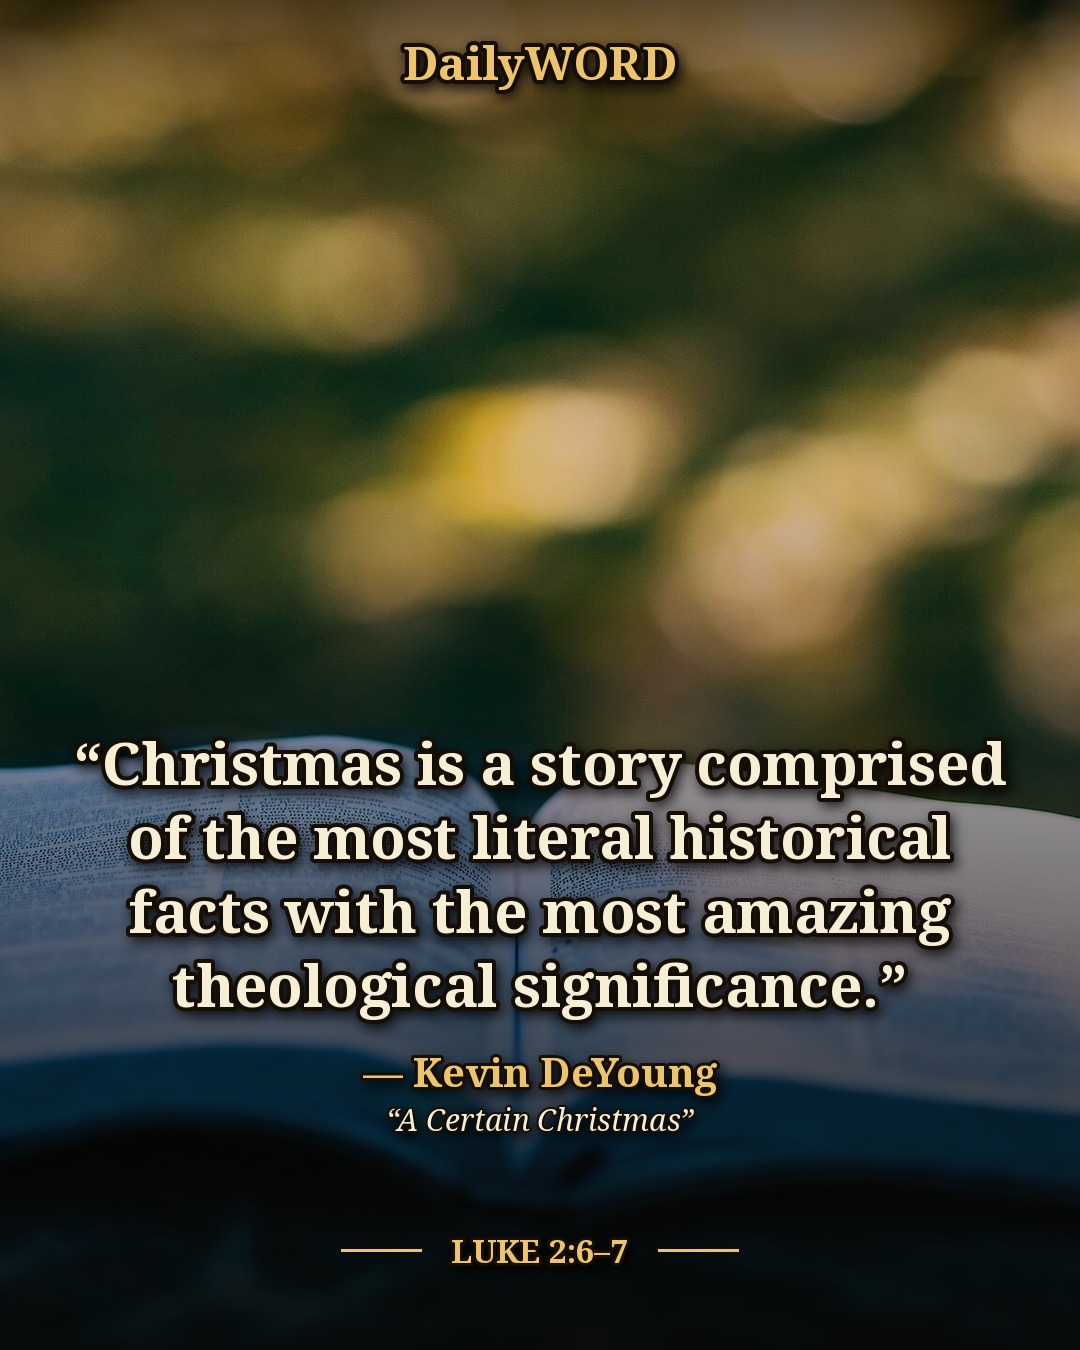 DailyWORD
“Christmas is a story comprised
of the most literal historical
facts with the most amazing
theological significance.”
— Kevin DeYoung
“A Certain Christmas”
LUKE 2:6–7